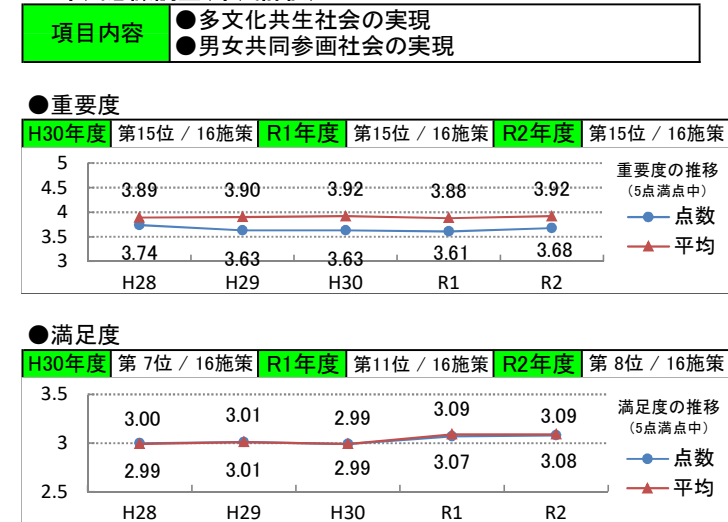 項目内容
●多文化共生社会の実現
●男女共同参画社会の実現
●重要度
H30年度 第15位 / 16施策 R1年度 第15位 / 16施策 R2年度 第15位 / 16施策
重要度の推移
(5点満点中)
点数
平均
5
4.5
4
3.5
3
3.89 3.90 3.92 3.88 3.92
3.74 3.63 3.63 3.61 3.68
H28 H29 H30 R1 R2
●満足度
H30年度 第 7位 / 16施策 R1年度 第11位 / 16施策 R2年度 第 8位 / 16施策
満足度の推移
(5点満点中)
点数
平均
3.5
3
2.5
3.00 3.01 2.99 3.09 3.09
2.99 3.01 2.99 3.07 3.08
H28 H29 H30 R1 R2